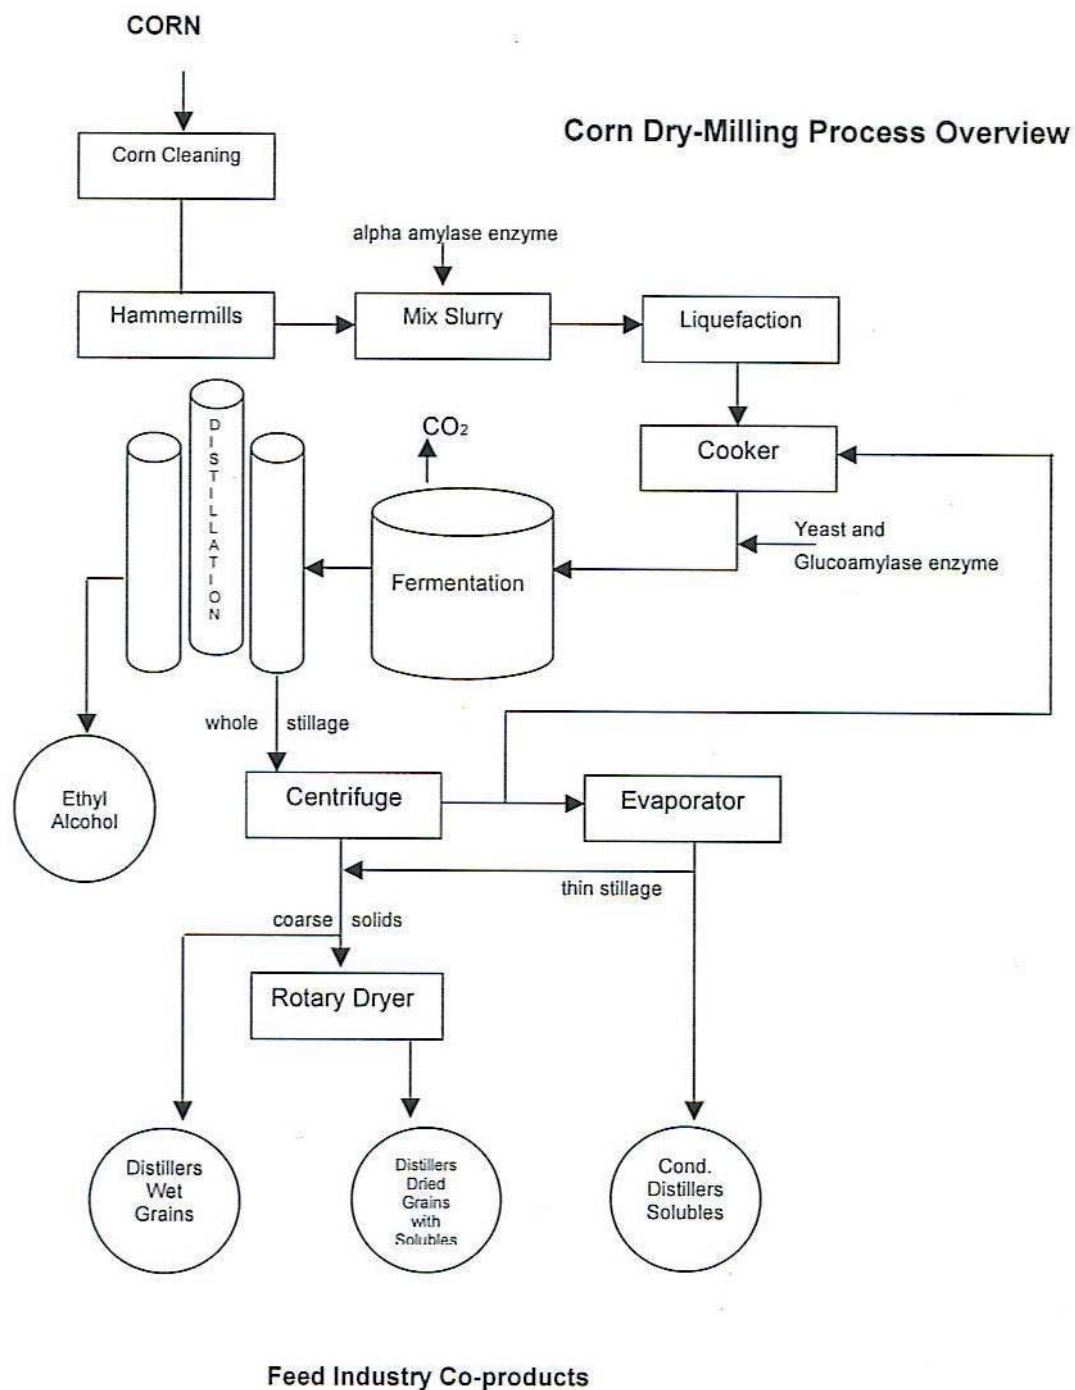 CORN
Corn Dry-Milling Process Overview
Corn Cleaning
alpha amylase enzyme
Hammermills
Mix Slurry
Liquefaction
DISTILLATION
CO₂
Cooker
Yeast and
Glucoamylase enzyme
Fermentation
whole stillage
Ethyl
Alcohol
Centrifuge
Evaporator
thin stillage
coarse solids
Rotary Dryer
Distillers
Wet
Grains
Distillers
Dried
Grains
with
Solubles
Cond.
Distillers
Solubles
Feed Industry Co-products